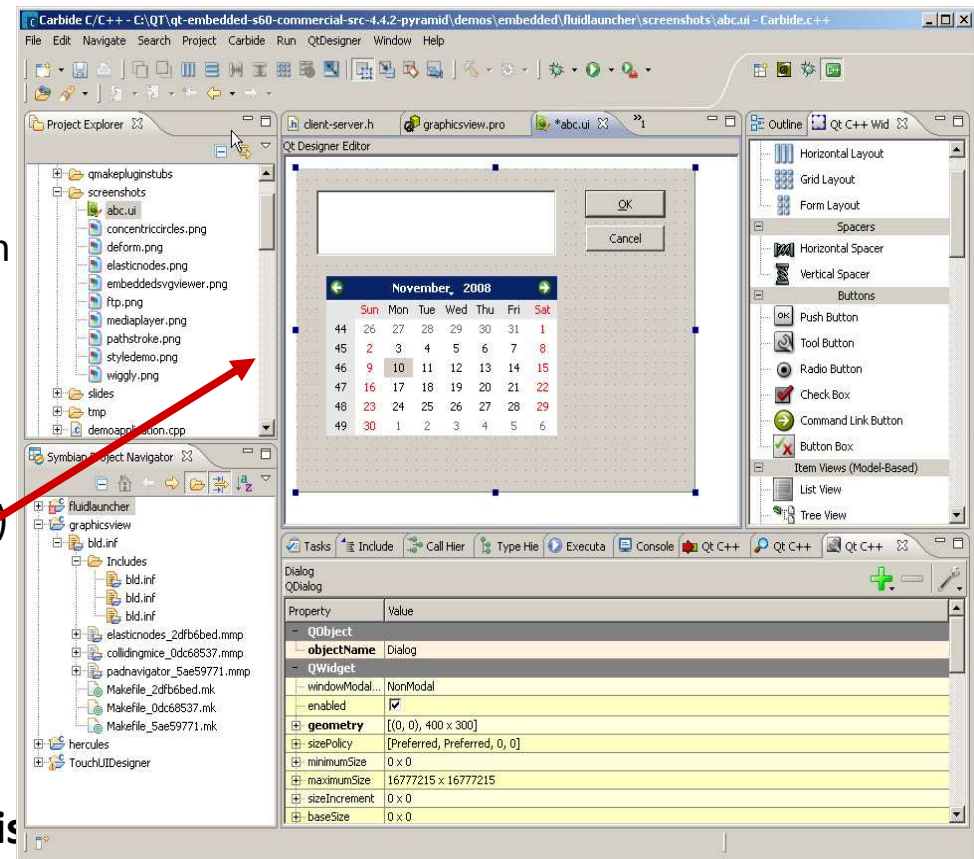 Carbide C/C++ - C:\QT\qt-embedded-s60-commercial-src-4.4.2-pyramid\demos\embedded\fluidlauncher\screenshots\abc.ui - Carbide.c++
File Edit Navigate Search Project Carbide Run QtDesigner Window Help
Project Explorer
qmakepluginstubs
screenshots
abc.ui
concentriccircles.png
deform.png
elasticnodes.png
embeddedsvgviewer.png
ftp.png
mediaplayer.png
pathstroke.png
styledemo.png
wiggly.png
slides
tmp
demoapplication.cpp
Symbian Project Navigator
fluidlauncher
graphicsview
bld.inf
Includes
bld.inf
bld.inf
bld.inf
elasticnodes_2dfb6bed.mmp
collidingmice_0dc68537.mmp
padnavigator_5ae59771.mmp
Makefile_2dfb6bed.mk
Makefile_0dc68537.mk
Makefile_5ae59771.mk
hercules
TouchUIDesigner
n
)
is
client-server.h graphicsview.pro *abc.ui »1
Qt Designer Editor
OK
Cancel
November, 2008
Sun Mon Tue Wed Thu Fri Sat
44 26 27 28 29 30 31 1
45 2 3 4 5 6 7 8
46 9 10 11 12 13 14 15
47 16 17 18 19 20 21 22
48 23 24 25 26 27 28 29
49 30 1 2 3 4 5 6
Outline Qt C++ Wid
Horizontal Layout
Grid Layout
Form Layout
Spacers
Horizontal Spacer
Vertical Spacer
Buttons
OK Push Button
Tool Button
Radio Button
Check Box
Command Link Button
Button Box
Item Views (Model-Based)
List View
Tree View
Tasks Include Call Hier Type Hie Executa Console Qt C++ Qt C++ Qt C++
Dialog
QDialog
Property Value
QObject
objectName Dialog
QWidget
windowModal... NonModal
enabled
geometry [(0, 0), 400 x 300]
sizePolicy [Preferred, Preferred, 0, 0]
minimumSize 0 x 0
maximumSize 16777215 x 16777215
sizeIncrement 0 x 0
baseSize 0 x 0